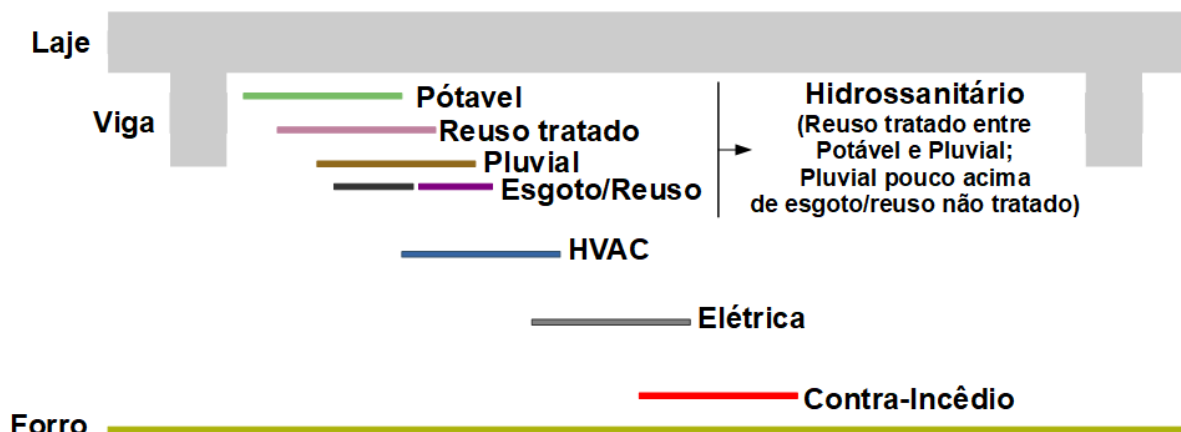 Laje
Viga
Pótavel
Reuso tratado
Pluvial
Esgoto/Reuso
Hidrossanitário
(Reuso tratado entre
Potável e Pluvial;
Pluvial pouco acima
de esgoto/reuso não tratado)
HVAC
Elétrica
Contra-Incêdio
Forro